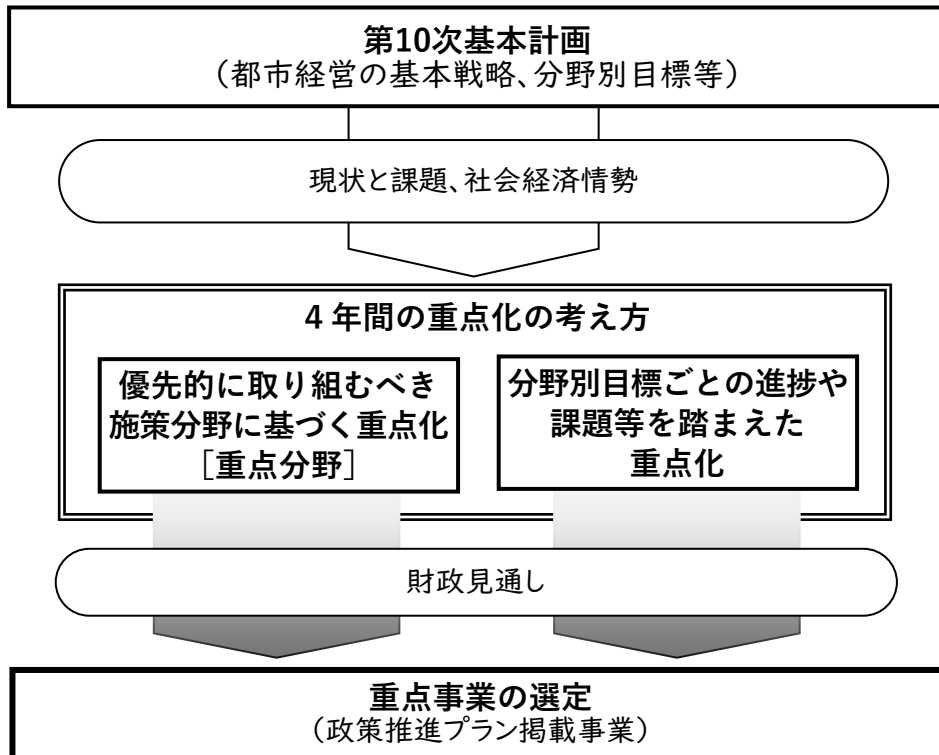 第10次基本計画
（都市経営の基本戦略、分野別目標等）
現状と課題、社会経済情勢
４年間の重点化の考え方
優先的に取り組むべき
施策分野に基づく重点化
［重点分野］
分野別目標ごとの進捗や
課題等を踏まえた
重点化
財政見通し
重点事業の選定
（政策推進プラン掲載事業）